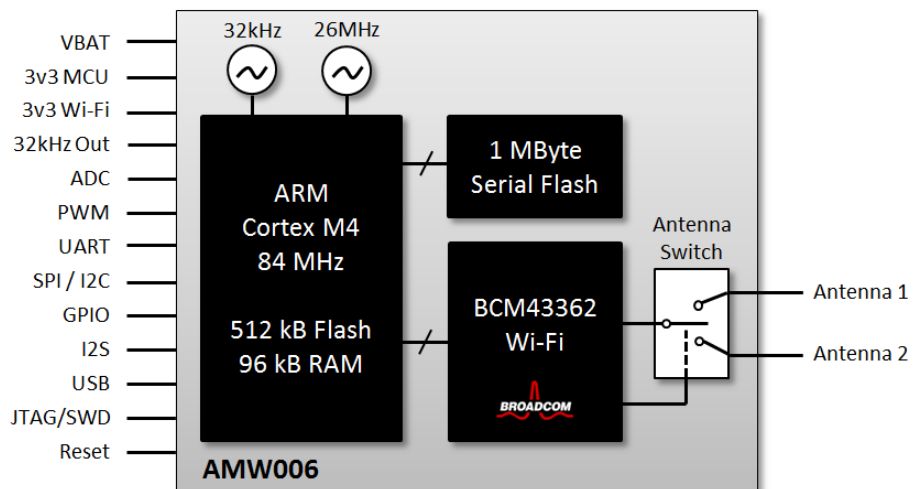 32kHz
26MHz
VBAT
3v3 MCU
3v3 Wi-Fi
32kHz Out
ADC
PWM
UART
SPI / I2C
GPIO
I2S
USB
JTAG/SWD
Reset
ARM
Cortex M4
84 MHz
512 kB Flash
96 kB RAM
1 MByte
Serial Flash
BCM43362
Wi-Fi
BROADCOM
Antenna
Switch
Antenna 1
Antenna 2
AMW006